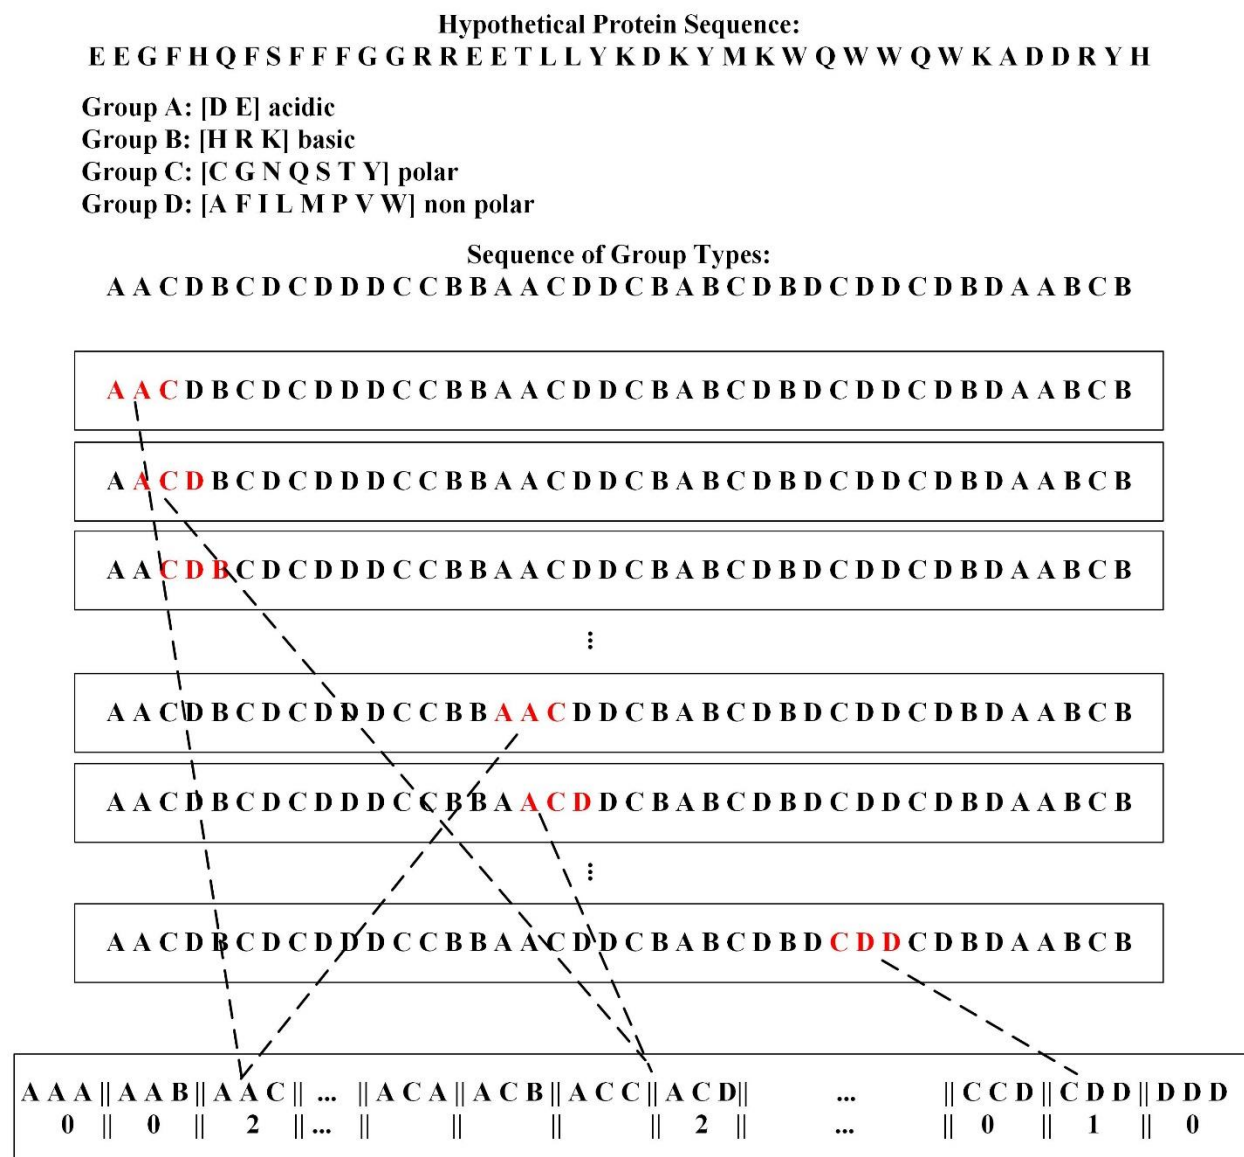 Hypothetical Protein Sequence:
E E G F H Q F S F F F G G R R E E T L L Y K D K Y M K W Q W W Q W K A D D R Y H
Group A: [D E] acidic
Group B: [H R K] basic
Group C: [C G N Q S T Y] polar
Group D: [A F I L M P V W] non polar
Sequence of Group Types:
A A C D B C D C D D D C C B B A A C D D C B A B C D B D C D D C D B D A A B C B
A A C D B C D C D D D C C B B A A C D D C B A B C D B D C D D C D B D A A B C B
A A C D B C D C D D D C C B B A A C D D C B A B C D B D C D D C D B D A A B C B
A A C D B C D C D D D C C B B A A C D D C B A B C D B D C D D C D B D A A B C B
...
A A C D B C D C D D D C C B B A A C D D C B A B C D B D C D D C D B D A A B C B
A A C D B C D C D D D C C B B A A C D D C B A B C D B D C D D C D B D A A B C B
...
A A C D B C D C D D D C C B B A A C D D C B A B C D B D C D D C D B D A A B C B
A A A || A A B || A A C || ... || A C A || A C B || A C C || A C D || ... || C C D || C D D || D D D
0 || 0 || 2 || ... || || || || 2 || ... || 0 || 1 || 0